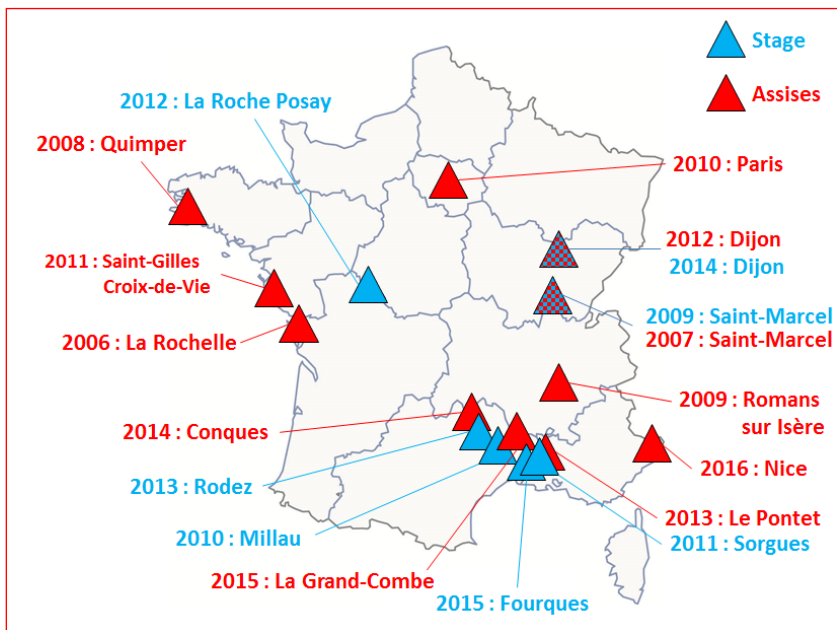 Stage
Assises
2012 : La Roche Posay
2008 : Quimper
2010 : Paris
2012 : Dijon
2014 : Dijon
2011 : Saint-Gilles
Croix-de-Vie
2009 : Saint-Marcel
2007 : Saint-Marcel
2006 : La Rochelle
2009 : Romans
sur Isère
2014 : Conques
2016 : Nice
2013 : Rodez
2013 : Le Pontet
2010 : Millau
2011 : Sorgues
2015 : La Grand-Combe
2015 : Fourques